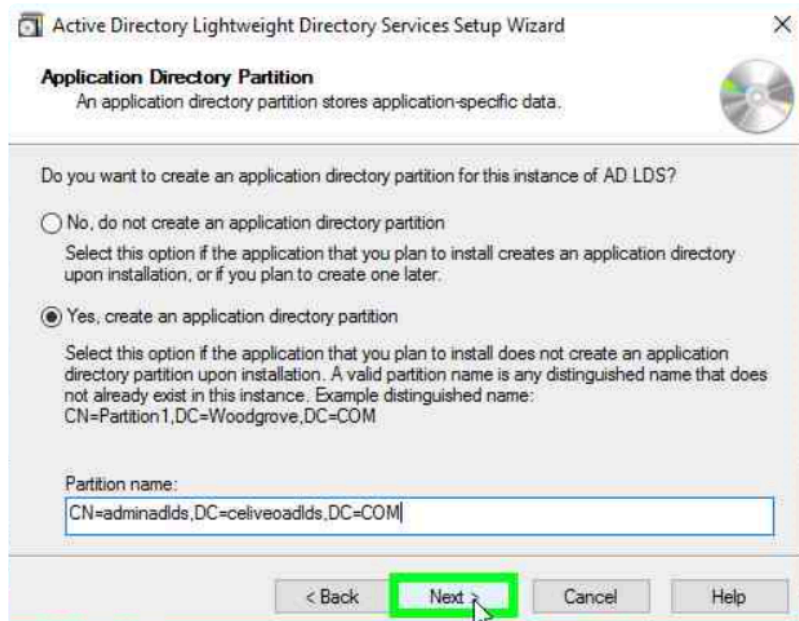 Active Directory Lightweight Directory Services Setup Wizard
Application Directory Partition
An application directory partition stores application-specific data.
Do you want to create an application directory partition for this instance of AD LDS?
No, do not create an application directory partition
Select this option if the application that you plan to install creates an application directory
upon installation, or if you plan to create one later.
Yes, create an application directory partition
Select this option if the application that you plan to install does not create an application
directory partition upon installation. A valid partition name is any distinguished name that does
not already exist in this instance. Example distinguished name:
CN=Partition1,DC=Woodgrove,DC=COM
Partition name:
CN=adminadlds,DC=celiveoadlds,DC=COM
< Back Next > Cancel Help